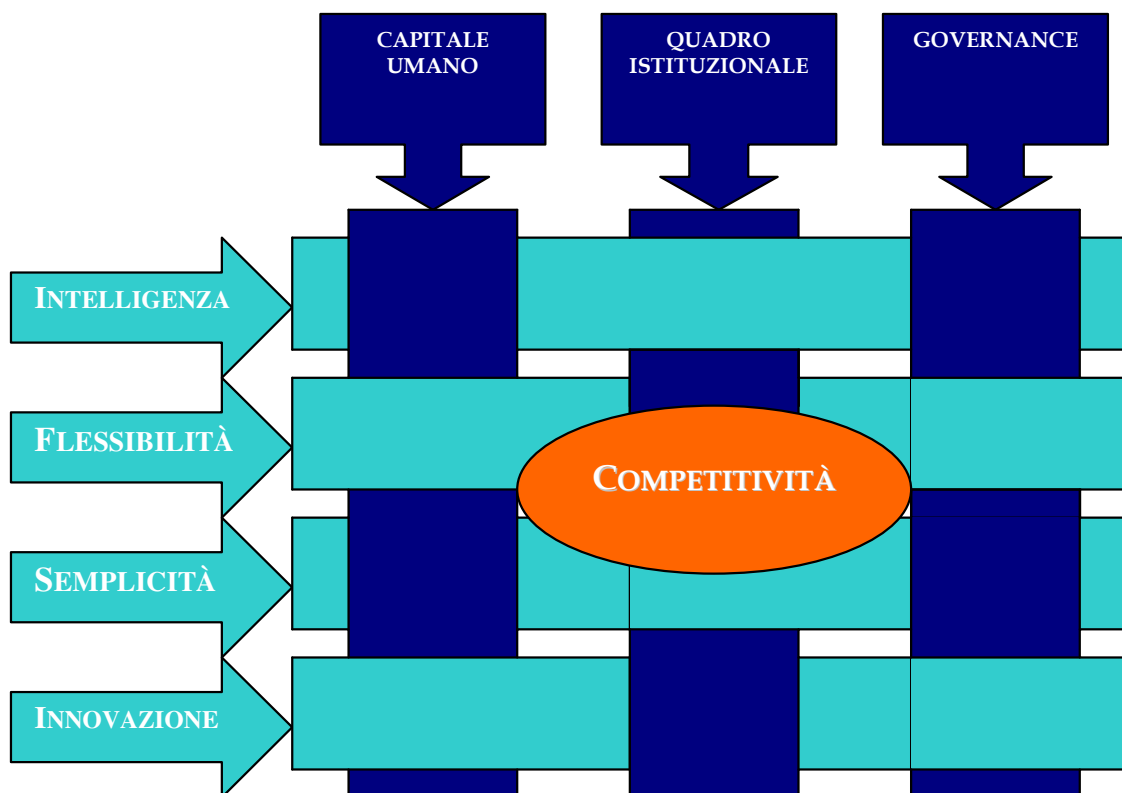 CAPITALE
UMANO
QUADRO
ISTITUZIONALE
GOVERNANCE
INTELLIGENZA
FLESSIBILITÀ
COMPETITIVITÀ
SEMPLICITÀ
INNOVAZIONE